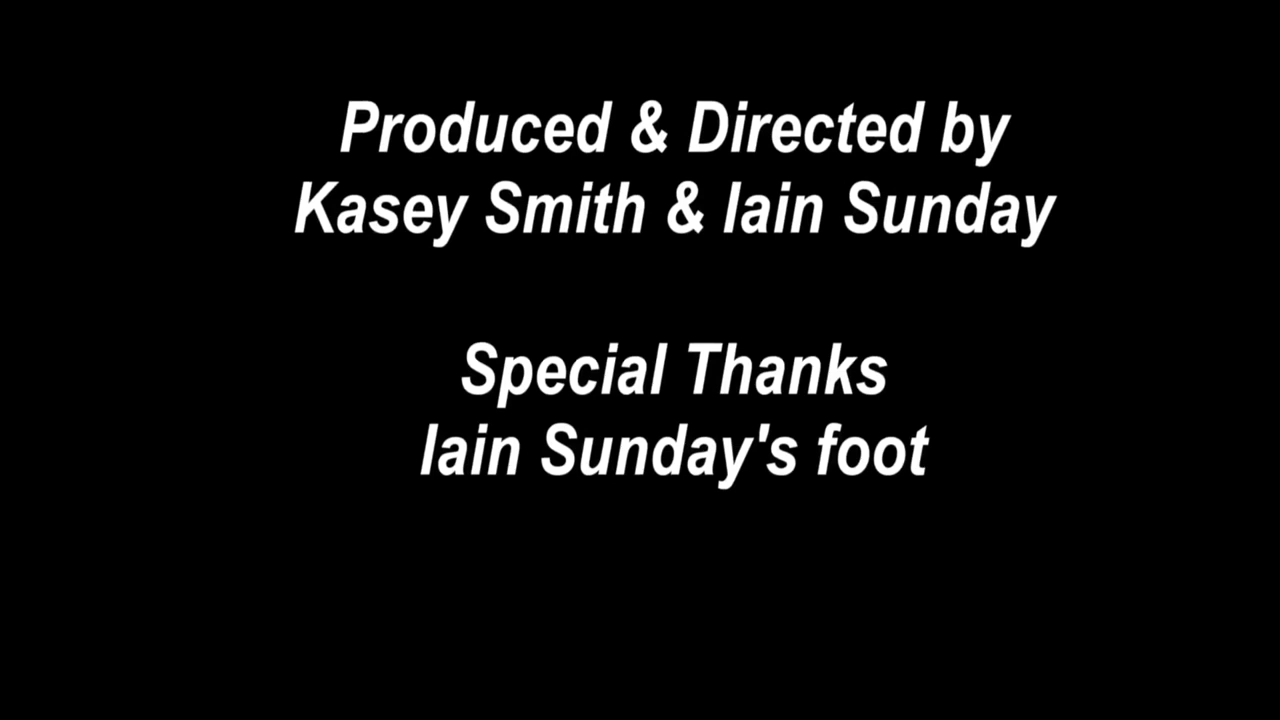 Produced & Directed by
Kasey Smith & Iain Sunday
Special Thanks
Iain Sunday's foot